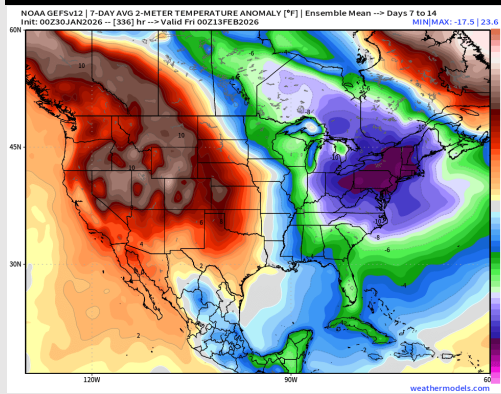 NOAA GEFSv12 | 7-DAY AVG 2-METER TEMPERATURE ANOMALY [°F] | Ensemble Mean --> Days 7 to 14
Init: 00Z30JAN2026 -- [336] hr --> Valid Fri 00Z13FEB2026
MIN|MAX: -17.5 | 23.6
60N
45N
30N
120W
90W
60
weathermodels.com